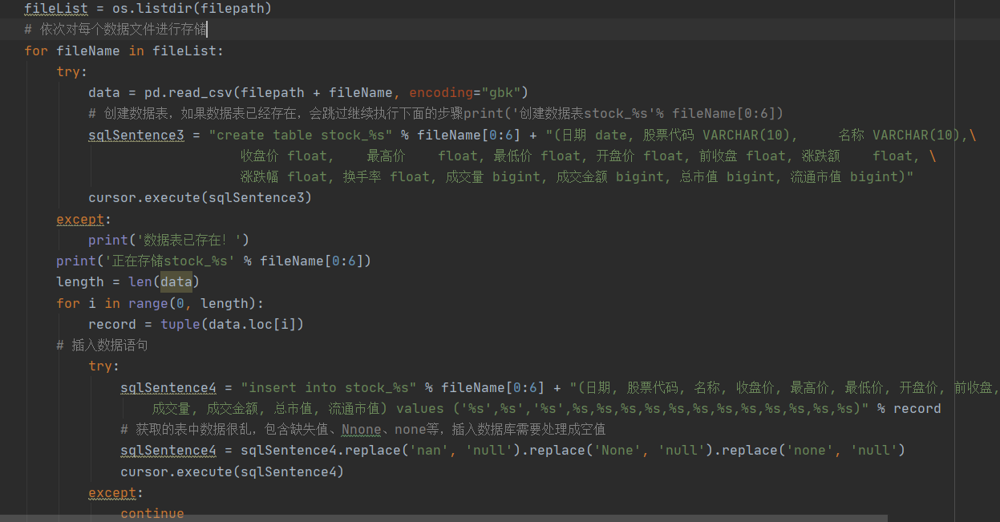 fileList = os.listdir(filepath)
# 依次对每个数据文件进行存储
for fileName in fileList:
try:
data = pd.read_csv(filepath + fileName, encoding="gbk")
# 创建数据表，如果数据表已经存在，会跳过继续执行下面的步骤print('创建数据表stock_%s'% fileName[0:6])
sqlSentence3 = "create table stock_%s" % fileName[0:6] + "(日期 date, 股票代码 VARCHAR(10),     名称 VARCHAR(10),\
收盘价 float,    最高价    float, 最低价 float, 开盘价 float, 前收盘 float, 涨跌额    float, \
涨跌幅 float, 换手率 float, 成交量 bigint, 成交金额 bigint, 总市值 bigint, 流通市值 bigint)"
cursor.execute(sqlSentence3)
except:
print('数据表已存在！')
print('正在存储stock_%s' % fileName[0:6])
length = len(data)
for i in range(0, length):
record = tuple(data.loc[i])
# 插入数据语句
try:
sqlSentence4 = "insert into stock_%s" % fileName[0:6] + "(日期, 股票代码, 名称, 收盘价, 最高价, 最低价, 开盘价, 前收盘,
成交量, 成交金额, 总市值, 流通市值) values ('%s',%s','%s',%s,%s,%s,%s,%s,%s,%s,%s,%s,%s,%s,%s)" % record
# 获取的表中数据很乱，包含缺失值、Nnone、none等，插入数据库需要处理成空值
sqlSentence4 = sqlSentence4.replace('nan', 'null').replace('None', 'null').replace('none', 'null')
cursor.execute(sqlSentence4)
except:
continue